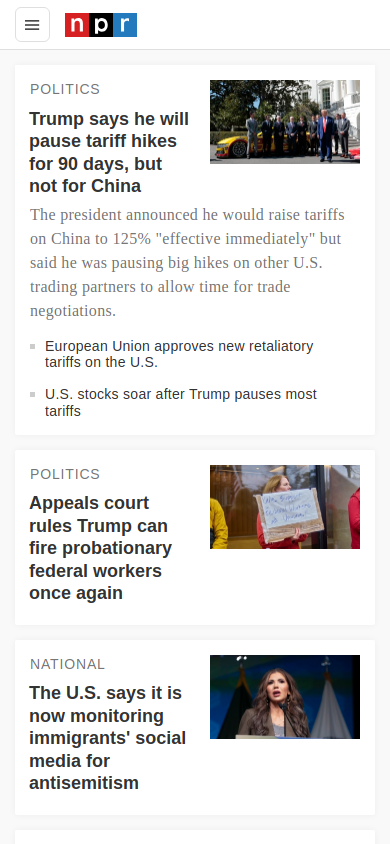 npr
POLITICS
Trump says he will
pause tariff hikes
for 90 days, but
not for China
The president announced he would raise tariffs
on China to 125% "effective immediately" but
said he was pausing big hikes on other U.S.
trading partners to allow time for trade
negotiations.
European Union approves new retaliatory
tariffs on the U.S.
U.S. stocks soar after Trump pauses most
tariffs
POLITICS
Appeals court
rules Trump can
fire probationary
federal workers
once again
NATIONAL
The U.S. says it is
now monitoring
immigrants' social
media for
antisemitism